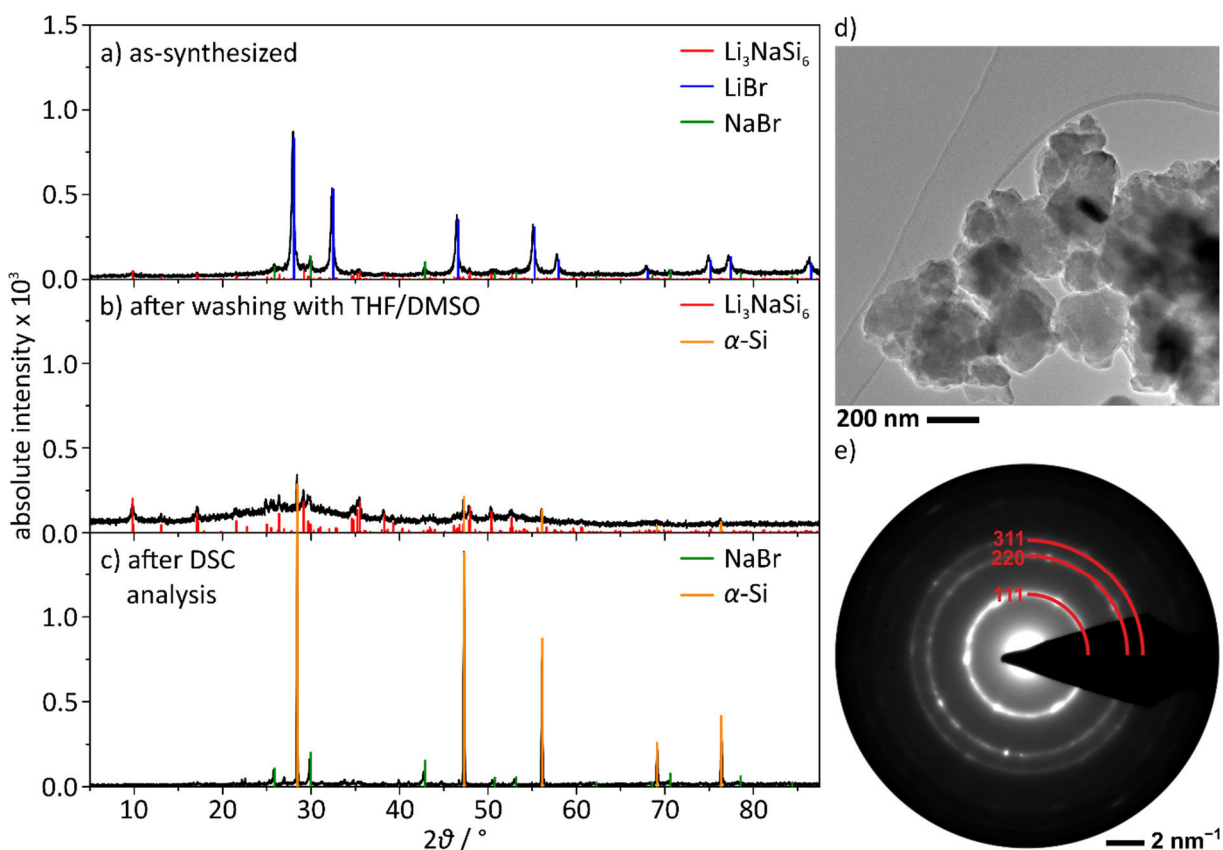 absolute intensity x 10³
1.5
1.0
0.5
0.0
a) as-synthesized
Li₃NaSi₆
LiBr
NaBr
1.0
0.5
0.0
b) after washing with THF/DMSO
Li₃NaSi₆
α-Si
1.0
0.5
0.0
c) after DSC
analysis
NaBr
α-Si
10 20 30 40 50 60 70 80
2ϑ / °
d)
200 nm
e)
311
220
111
2 nm⁻¹